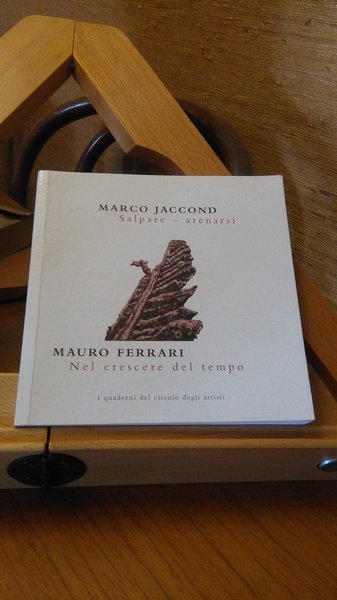 MARCO JACCOND
Salpare – arenarsi
MAURO FERRARI
Nel crescere del tempo
i quaderni del circolo degli artisti